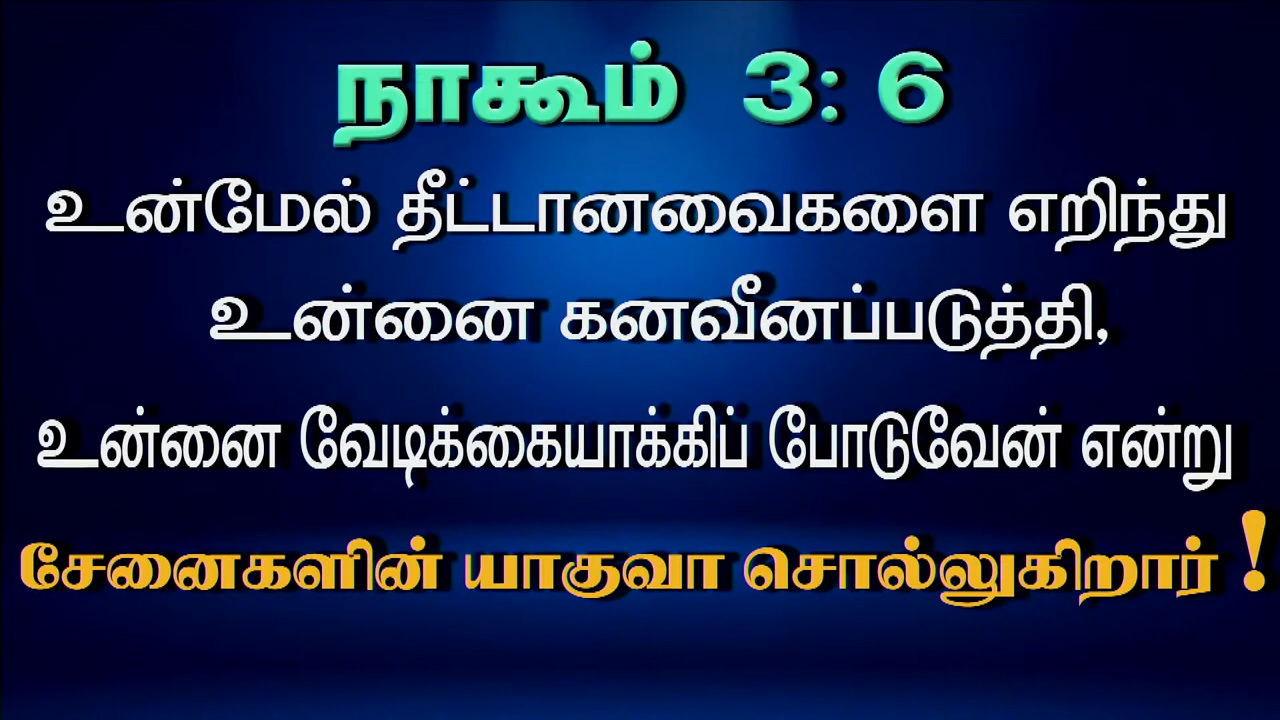 நாகூம் 3: 6
உன்மேல் தீட்டானவைகளை எறிந்து
உன்னை கனவீனப்படுத்தி,
உன்னை வேடிக்கையாக்கிப் போடுவேன் என்று
சேனைகளின் யாகுவா சொல்லுகிறார் !